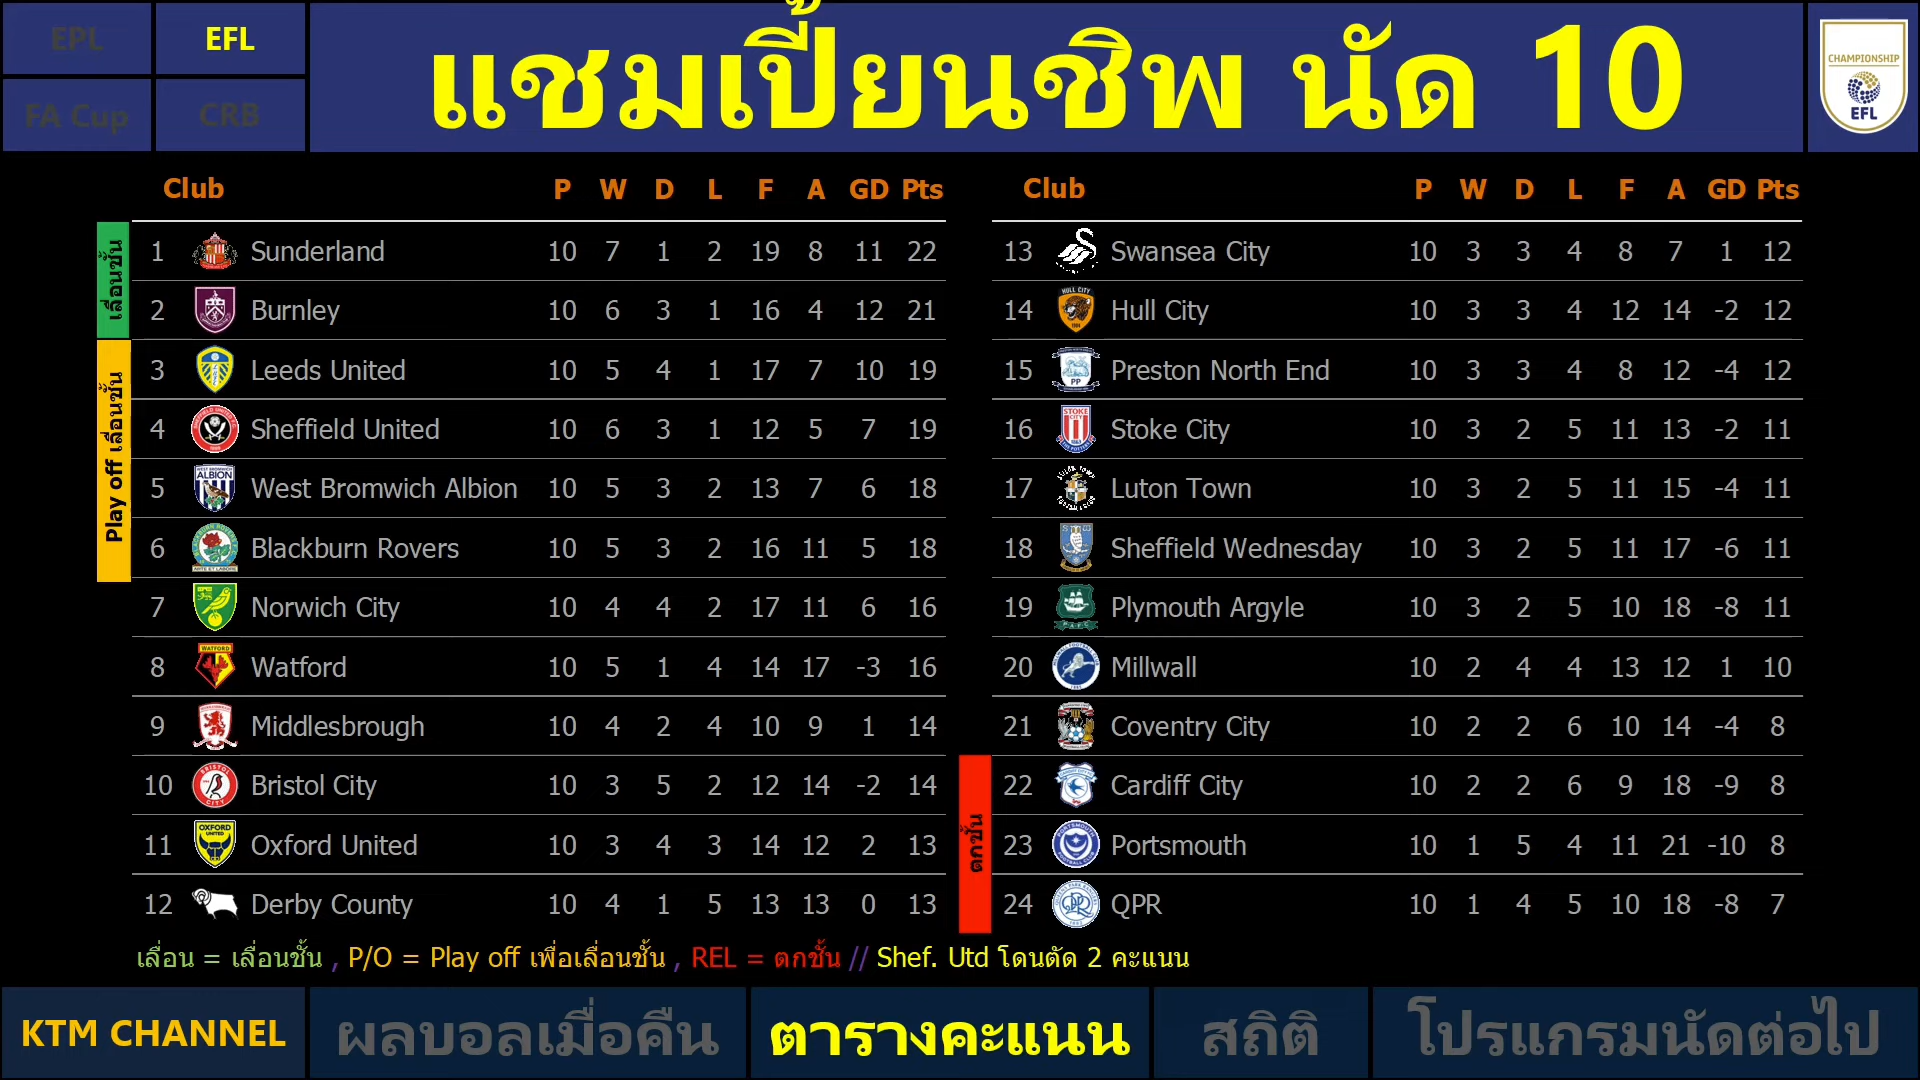 EPL EFL แชมเปี้ยนชิพ นัด 10 CHAMPIONSHIP EFL
FA Cup CRB
Club P W D L F A GD Pts
เลื่อนชั้น
1 Sunderland 10 7 1 2 19 8 11 22
2 Burnley 10 6 3 1 16 4 12 21
Play off เลื่อนชั้น
3 Leeds United 10 5 4 1 17 7 10 19
4 Sheffield United 10 6 3 1 12 5 7 19
5 West Bromwich Albion 10 5 3 2 13 7 6 18
6 Blackburn Rovers 10 5 3 2 16 11 5 18
7 Norwich City 10 4 4 2 17 11 6 16
8 Watford 10 5 1 4 14 17 -3 16
9 Middlesbrough 10 4 2 4 10 9 1 14
10 Bristol City 10 3 5 2 12 14 -2 14
11 Oxford United 10 3 4 3 14 12 2 13
12 Derby County 10 4 1 5 13 13 0 13
Club P W D L F A GD Pts
13 Swansea City 10 3 3 4 8 7 1 12
14 Hull City 10 3 3 4 12 14 -2 12
15 Preston North End 10 3 3 4 8 12 -4 12
16 Stoke City 10 3 2 5 11 13 -2 11
17 Luton Town 10 3 2 5 11 15 -4 11
18 Sheffield Wednesday 10 3 2 5 11 17 -6 11
19 Plymouth Argyle 10 3 2 5 10 18 -8 11
20 Millwall 10 2 4 4 13 12 1 10
21 Coventry City 10 2 2 6 10 14 -4 8
ตกชั้น
22 Cardiff City 10 2 2 6 9 18 -9 8
23 Portsmouth 10 1 5 4 11 21 -10 8
24 QPR 10 1 4 5 10 18 -8 7
เลื่อน = เลื่อนชั้น , P/O = Play off เพื่อเลื่อนชั้น , REL = ตกชั้น // Shef. Utd โดนตัด 2 คะแนน
KTM CHANNEL ผลบอลเมื่อคืน ตารางคะแนน สถิติ โปรแกรมนัดต่อไป